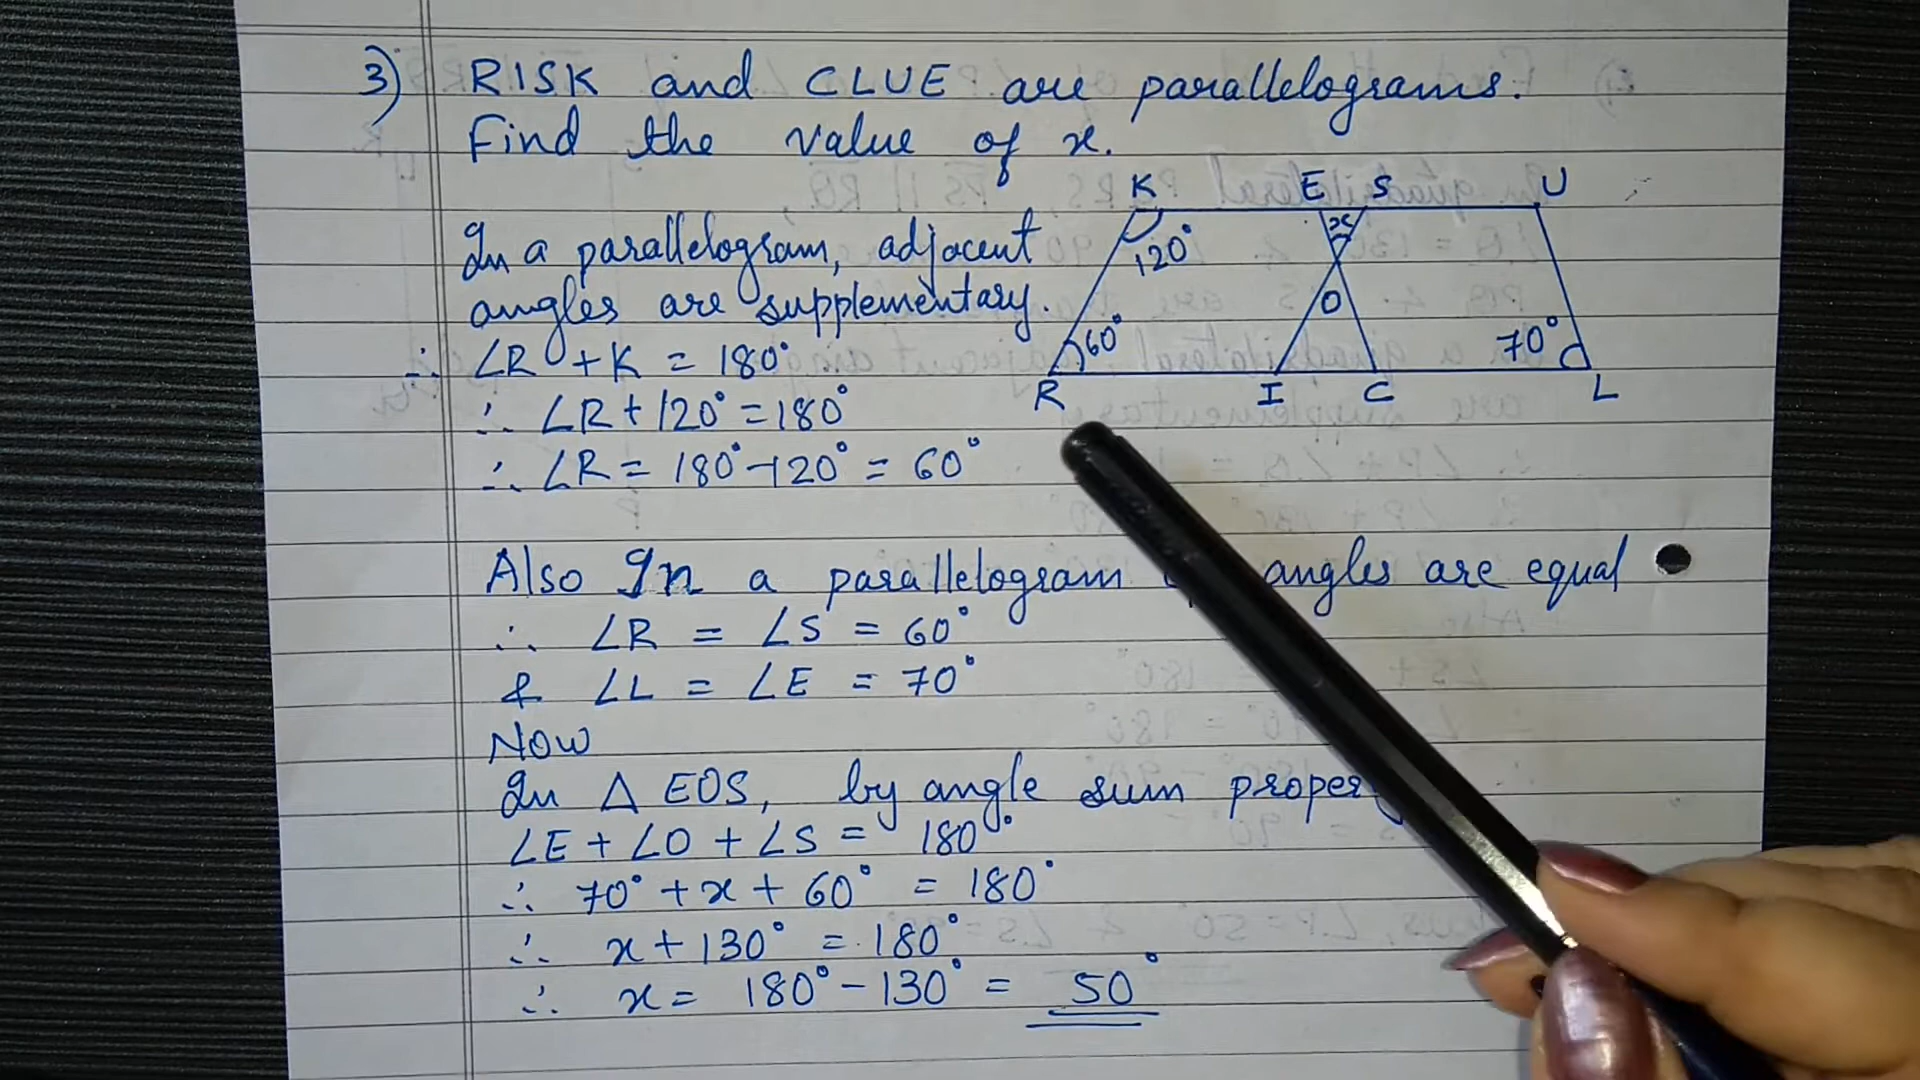 3) RISK and CLUE are parallelograms.
Find the value of x.
K E S U
In a parallelogram, adjacent
angles are supplementary.
∴ ∠R + K = 180°
∴ ∠R + 120° = 180°
∴ ∠R = 180° - 120° = 60°
120° x
O
60° 70°
R I C L
Also In a parallelogram angles are equal
∴ ∠R = ∠S = 60°
& ∠L = ∠E = 70°
Now
In Δ EOS, by angle sum
∠E + ∠O + ∠S = 180°
∴ 70° + x + 60° = 180°
∴ x + 130° = 180°
∴ x = 180° - 130° = 50°